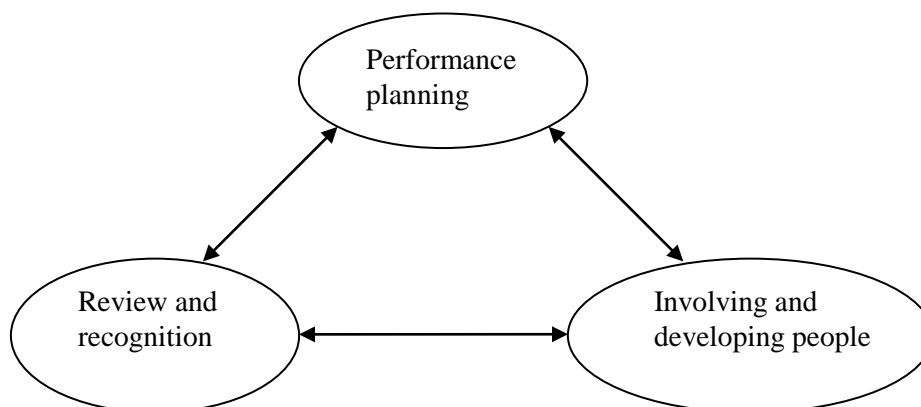 Performance
planning
Review and
recognition
Involving and
developing people